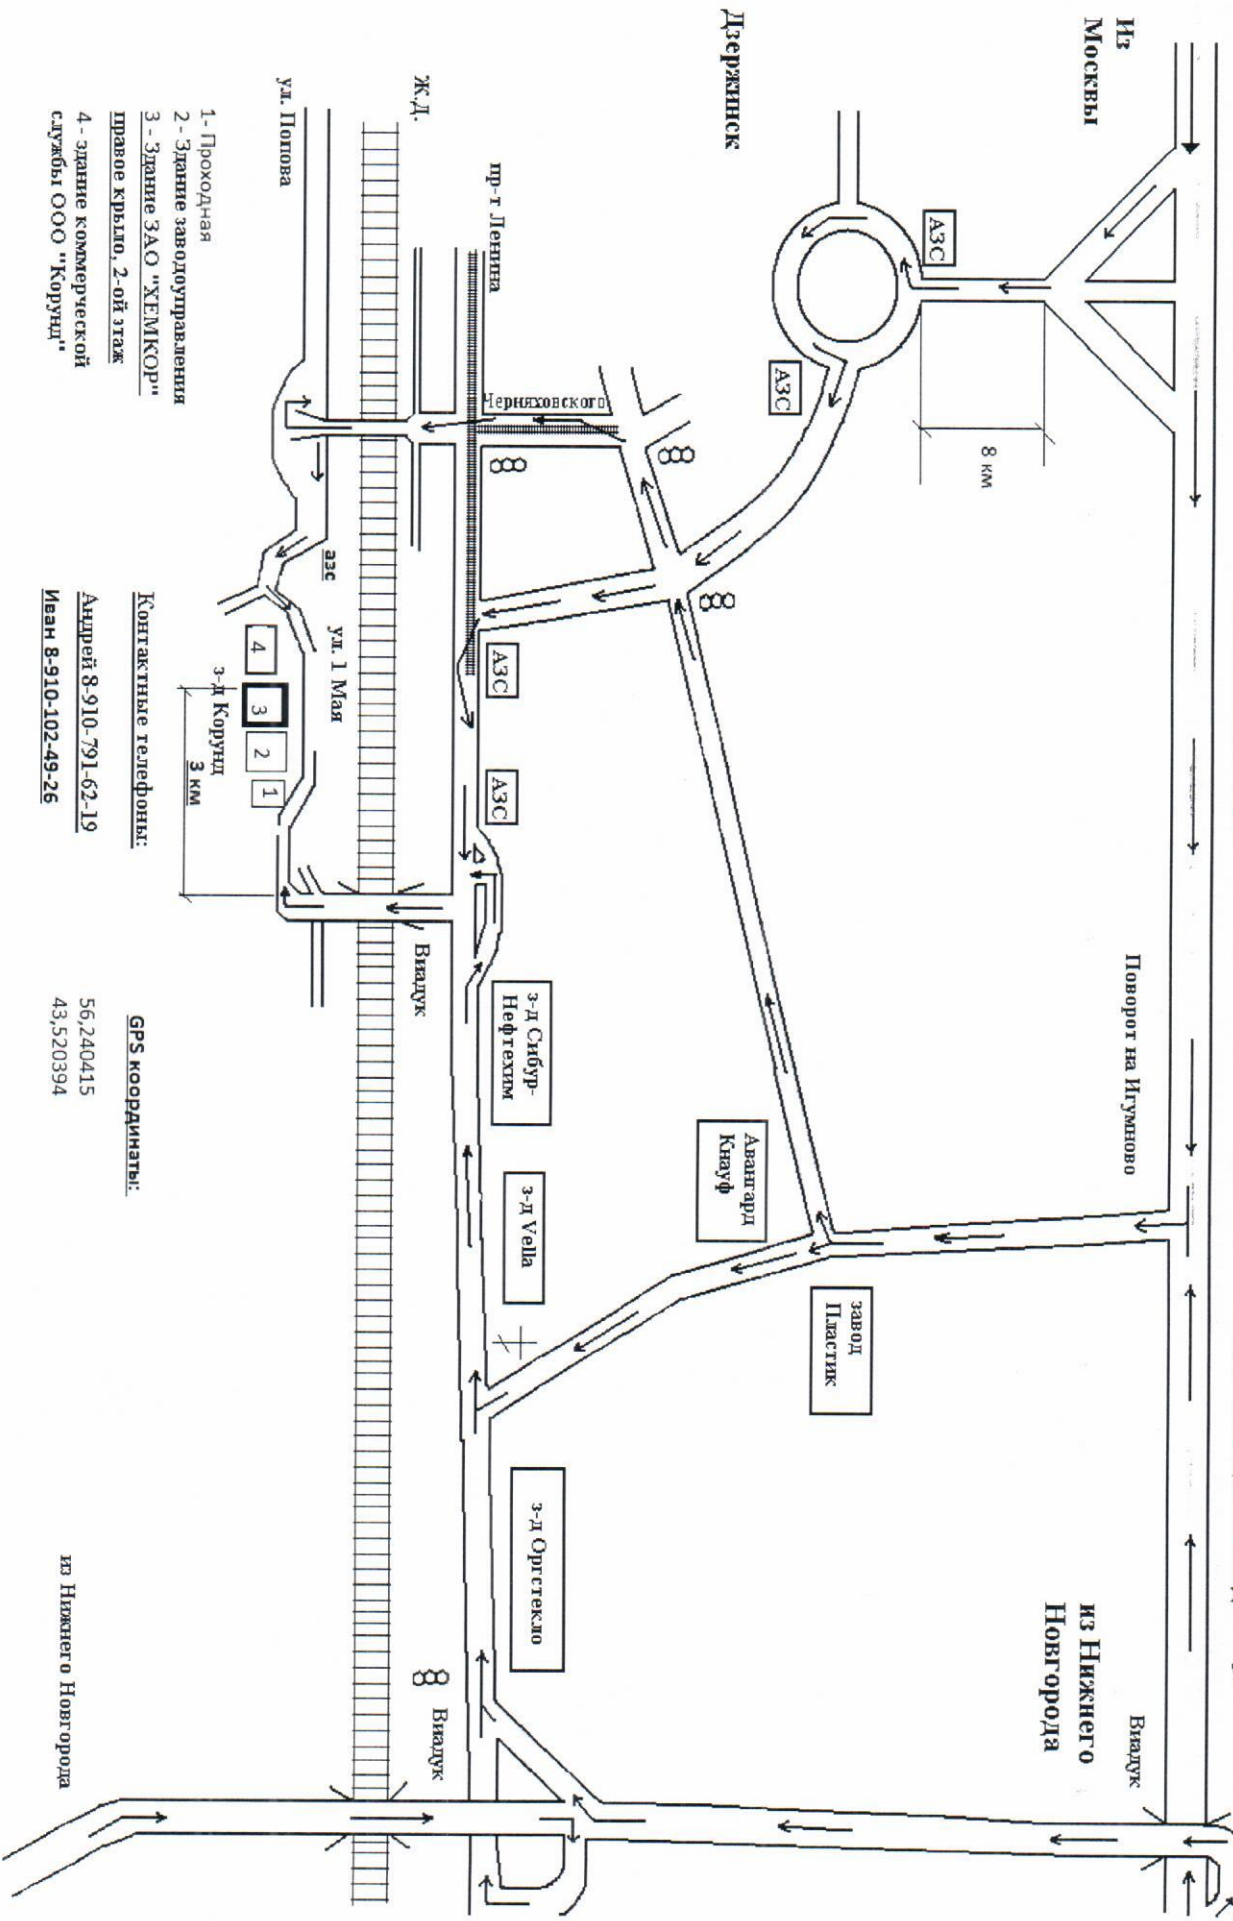 Из
Москвы
Поворот на Игумново
из Нижнего
Новгорода
Виадук
8 км
АЗС
Дзержинск
АЗС
Авангард
Кнауф
завод
Пластик
Черняховского
пр-т Ленина
АЗС
АЗС
з-д Сибур-
Нефтехим
з-д Vella
з-д Оргстекло
Ж.Д.
Виадук
Виадук
ул. Попова
азс
ул. 1 Мая
4
3
2
1
з-д Корунд
3 км
1- Проходная
2 - Здание заводоуправления
3 - Здание ЗАО "ХЕМКОР"
правое крыло, 2-ой этаж
4 - здание коммерческой
службы ООО "Корунд"
Контактные телефоны:
Андрей 8-910-791-62-19
Иван 8-910-102-49-26
GPS координаты:
56,240415
43,520394
из Нижнего Новгорода